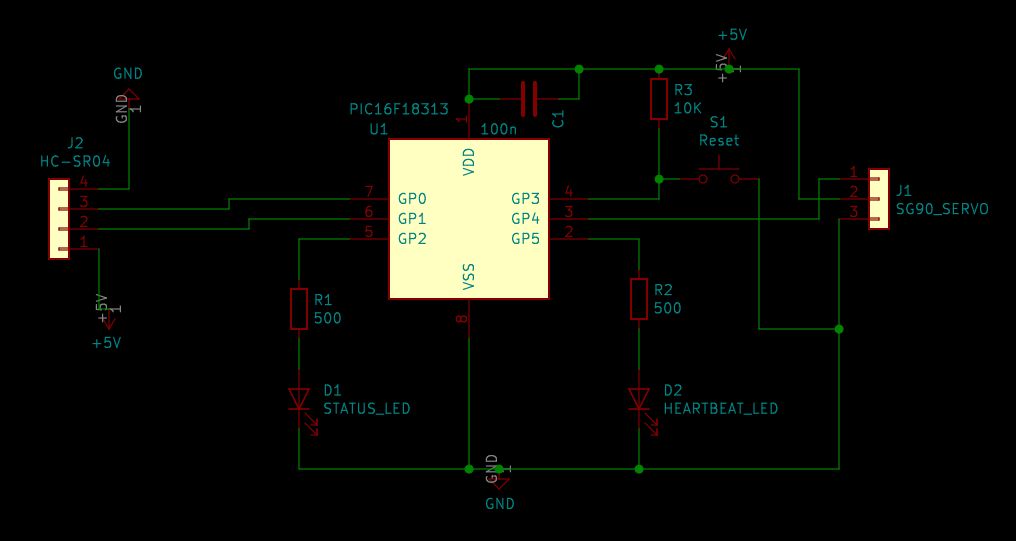 +5V
+5V
1
GND
GND
1
PIC16F18313
U1
100n
C1
1
R3
10K
S1
Reset
J2
HC-SR04
4
3
2
1
VDD
7
GP0
GP3
4
6
GP1
GP4
3
5
GP2
GP5
2
VSS
8
1
2
3
J1
SG90_SERVO
+5V
1
+5V
R1
500
R2
500
D1
STATUS_LED
D2
HEARTBEAT_LED
GND
1
GND